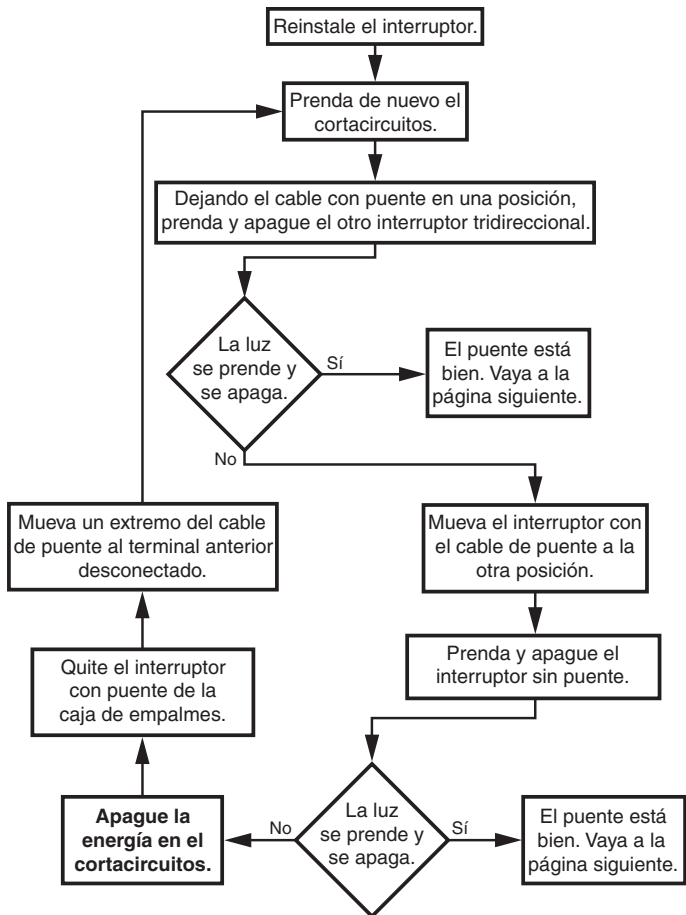 Reinstale el interruptor.
Prenda de nuevo el
cortacircuitos.
Dejando el cable con puente en una posición,
prenda y apague el otro interruptor tridireccional.
La luz
se prende y
se apaga.
Sí
El puente está
bien. Vaya a la
página siguiente.
No
Mueva el interruptor con
el cable de puente a la
otra posición.
Prenda y apague el
interruptor sin puente.
La luz
se prende y
se apaga.
Sí
El puente está
bien. Vaya a la
página siguiente.
No
Apague la
energía en el
cortacircuitos.
Quite el interruptor
con puente de la
caja de empalmes.
Mueva un extremo del cable
de puente al terminal anterior
desconectado.